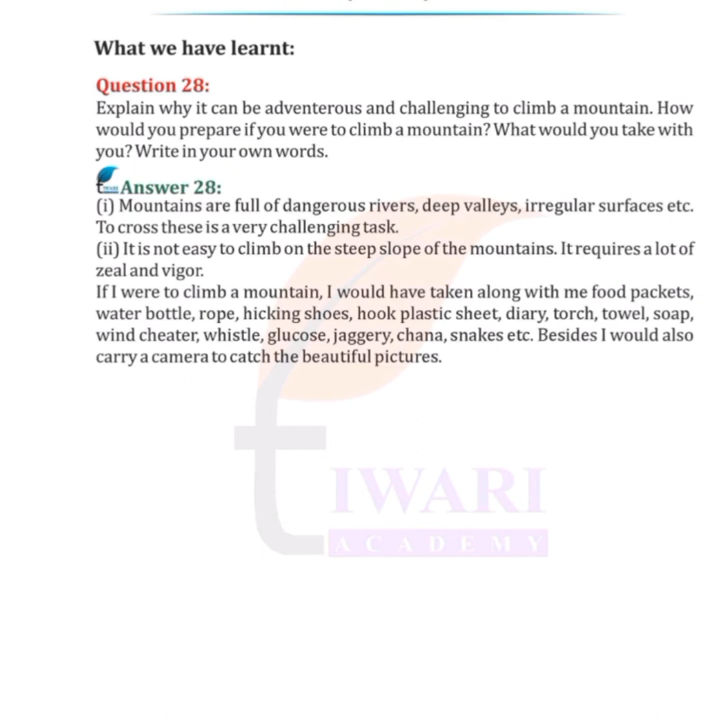 What we have learnt:
Question 28:
Explain why it can be adventerous and challenging to climb a mountain. How
would you prepare if you were to climb a mountain? What would you take with
you? Write in your own words.
Answer 28:
(i) Mountains are full of dangerous rivers, deep valleys, irregular surfaces etc.
To cross these is a very challenging task.
(ii) It is not easy to climb on the steep slope of the mountains. It requires a lot of
zeal and vigor.
If I were to climb a mountain, I would have taken along with me food packets,
water bottle, rope, hicking shoes, hook plastic sheet, diary, torch, towel, soap,
wind cheater, whistle, glucose, jaggery, chana, snakes etc. Besides I would also
carry a camera to catch the beautiful pictures.
tIWARI
ACADEMY